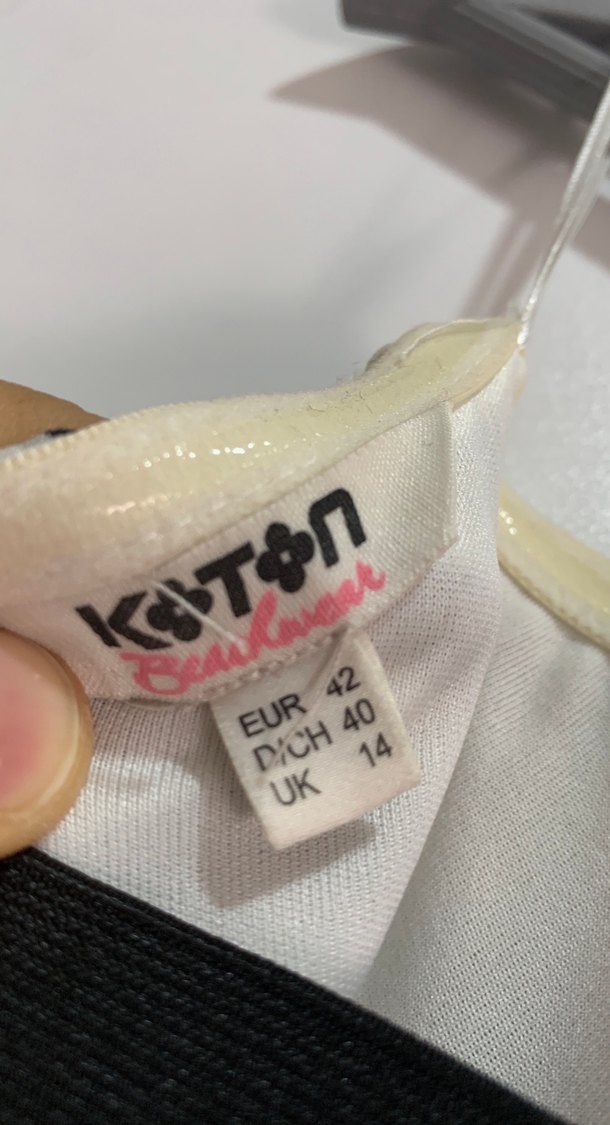 KOTON
Beachwear
EUR 42
D/CH 40
UK 14